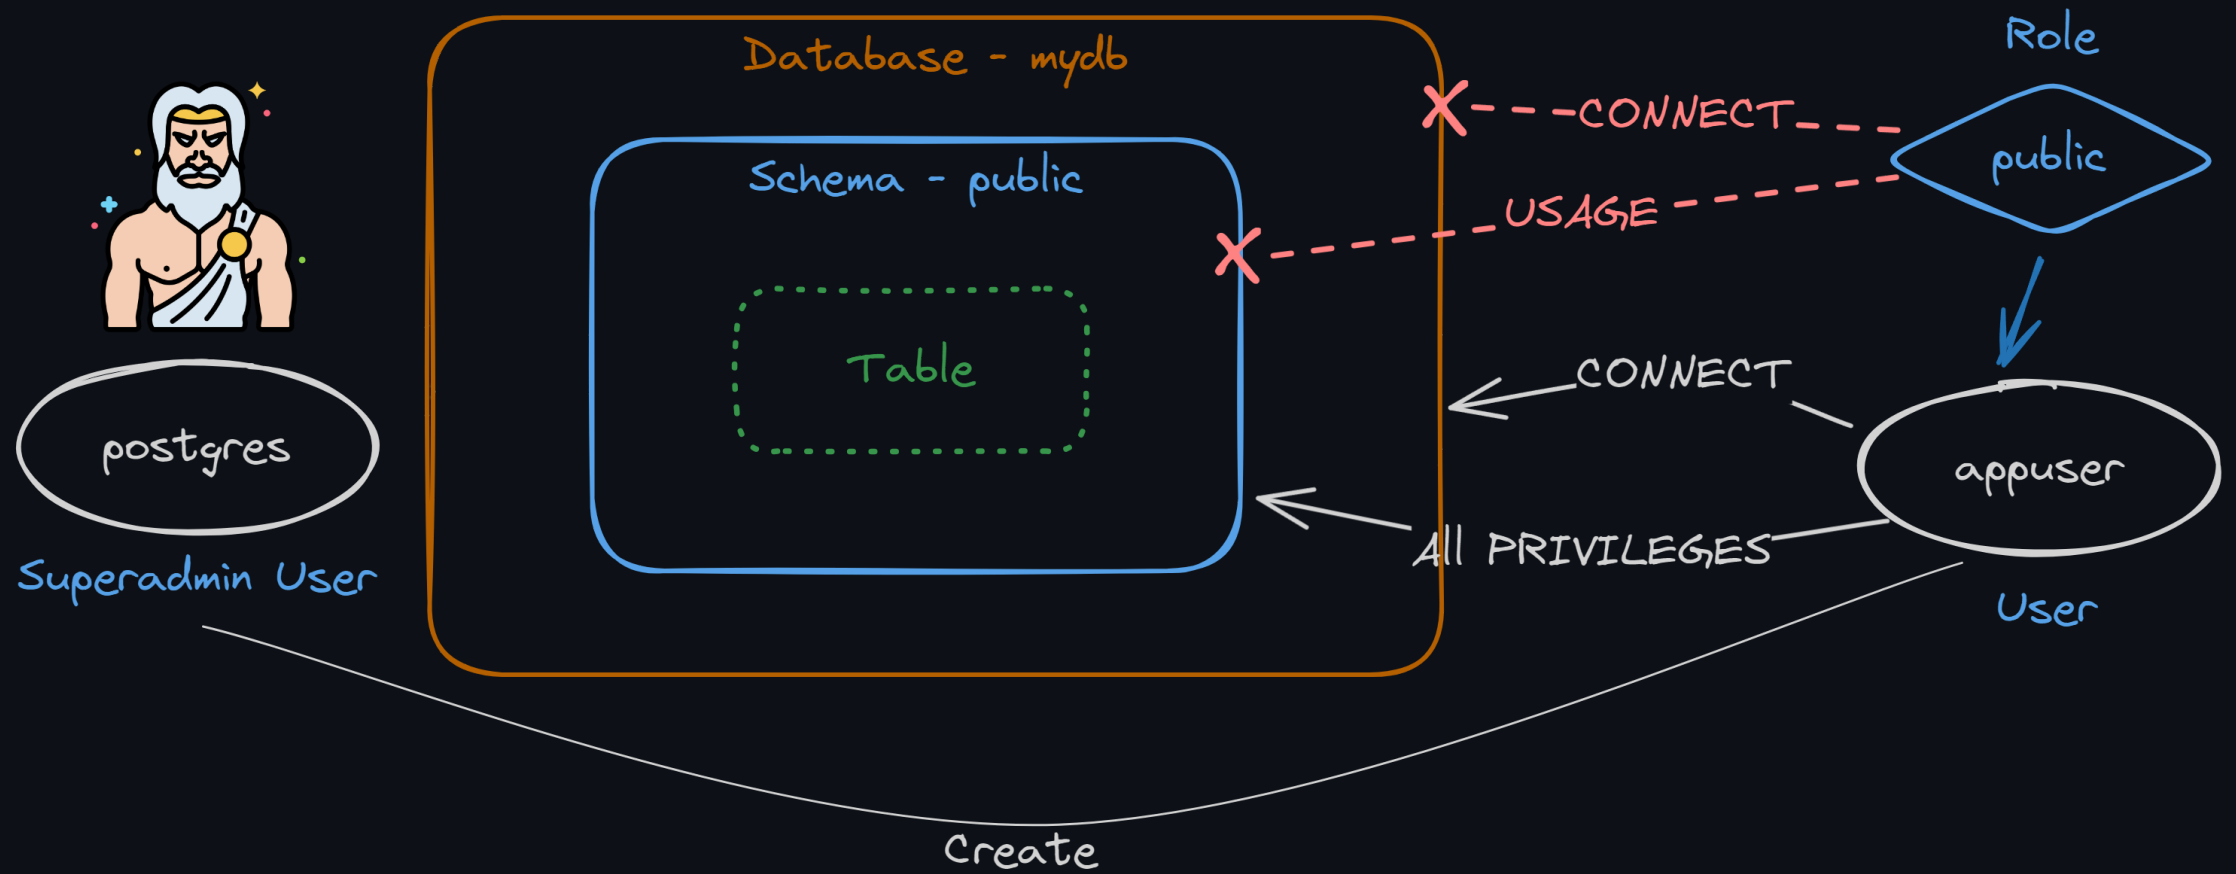 Role
Database - mydb
CONNECT
public
Schema - public
USAGE
Table
CONNECT
postgres
appuser
All PRIVILEGES
Superadmin User
User
Create